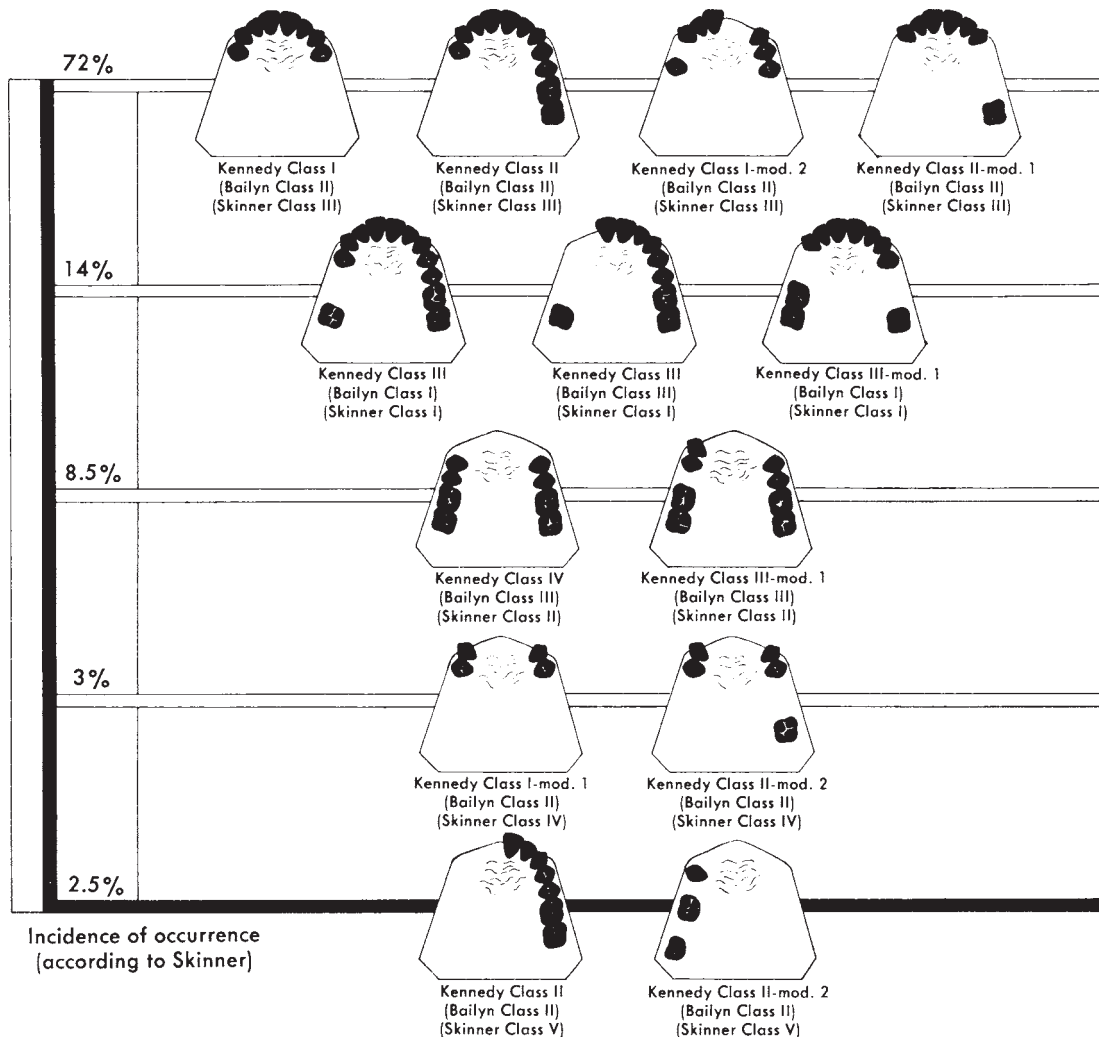 72%
Kennedy Class I
(Bailyn Class II)
(Skinner Class III)
Kennedy Class II
(Bailyn Class II)
(Skinner Class III)
Kennedy Class I-mod. 2
(Bailyn Class II)
(Skinner Class III)
Kennedy Class II-mod. 1
(Bailyn Class II)
(Skinner Class III)
14%
Kennedy Class III
(Bailyn Class I)
(Skinner Class I)
Kennedy Class III
(Bailyn Class III)
(Skinner Class I)
Kennedy Class III-mod. 1
(Bailyn Class I)
(Skinner Class I)
8.5%
Kennedy Class IV
(Bailyn Class III)
(Skinner Class II)
Kennedy Class III-mod. 1
(Bailyn Class III)
(Skinner Class II)
3%
Kennedy Class I-mod. 1
(Bailyn Class II)
(Skinner Class IV)
Kennedy Class II-mod. 2
(Bailyn Class II)
(Skinner Class IV)
2.5%
Incidence of occurrence
(according to Skinner)
Kennedy Class II
(Bailyn Class II)
(Skinner Class V)
Kennedy Class II-mod. 2
(Bailyn Class II)
(Skinner Class V)